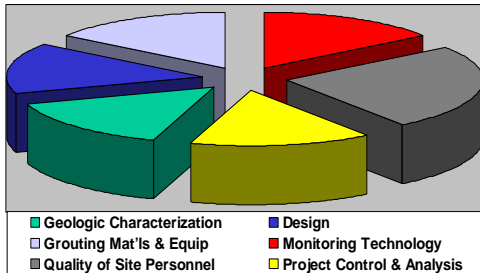 Geologic Characterization Design
Grouting Mat'ls & Equip Monitoring Technology
Quality of Site Personnel Project Control & Analysis